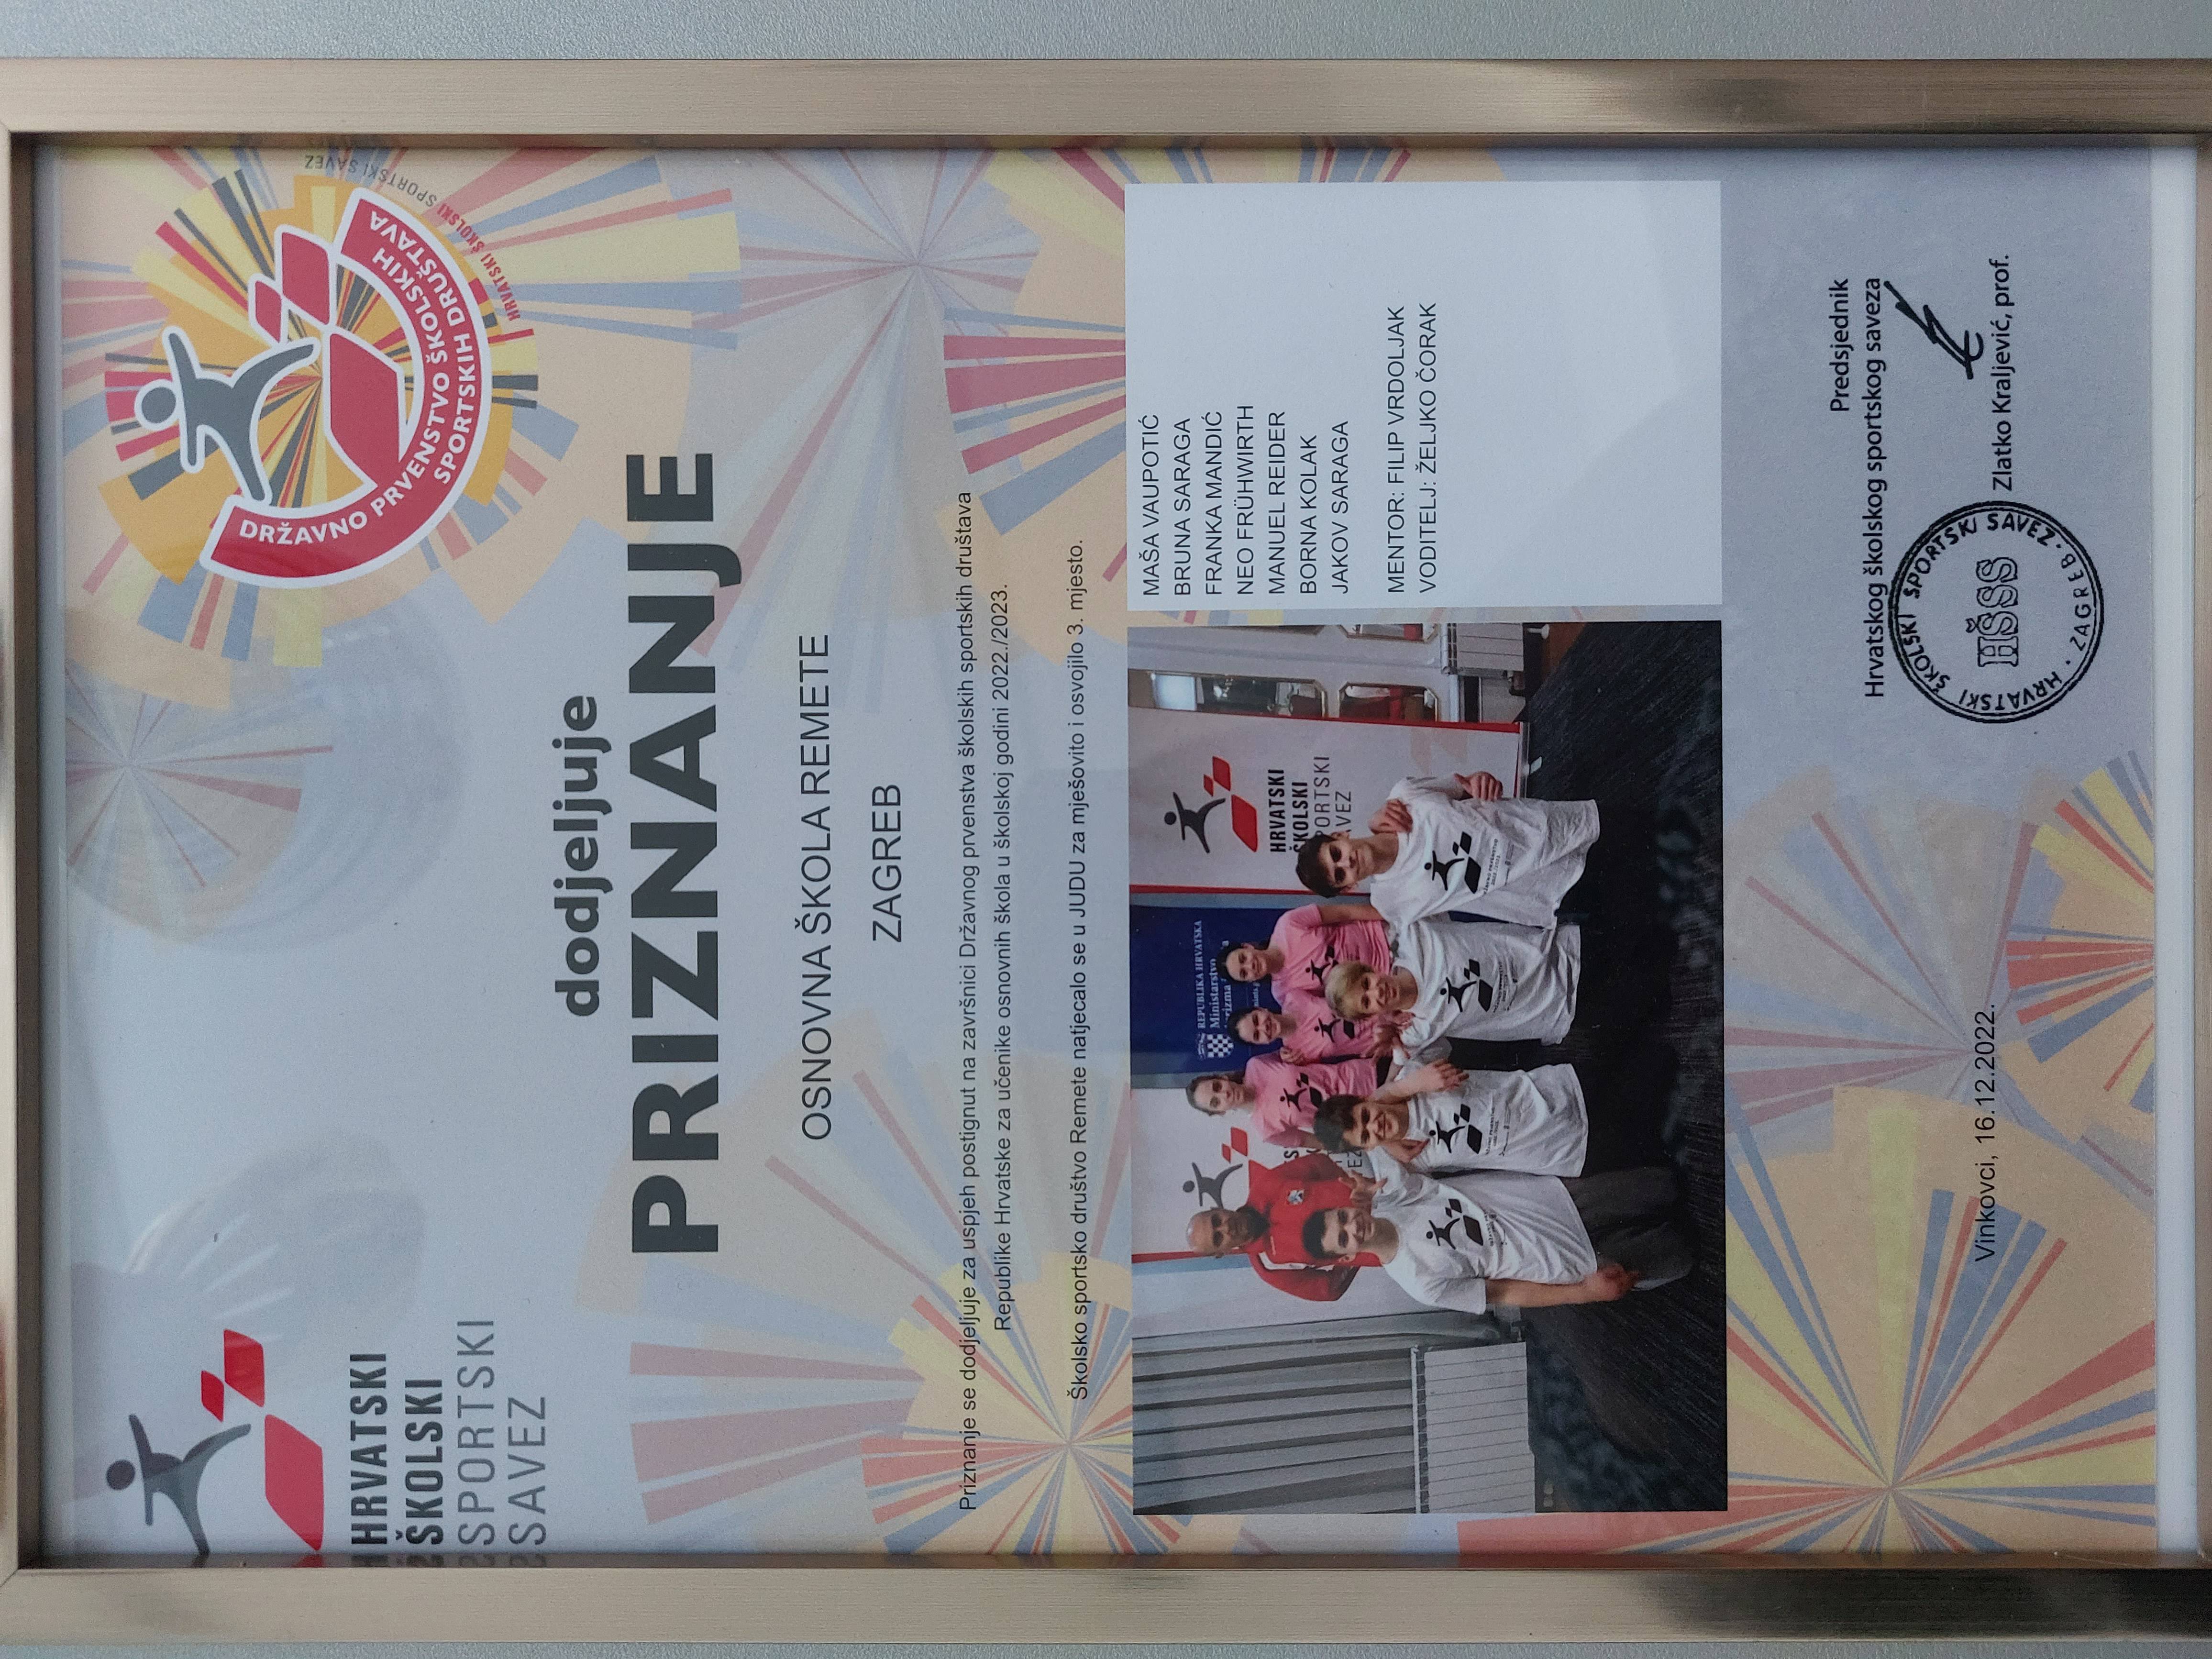 HRVATSKI
ŠKOLSKI
SPORTSKI
SAVEZ
DRŽAVNO PRVENSTVO ŠKOLSKIH
SPORTSKIH DRUŠTAVA
HRVATSKI ŠKOLSKI SPORTSKI SAVEZ
dodjeljuje
PRIZNANJE
OSNOVNA ŠKOLA REMETE
ZAGREB
Priznanje se dodjeljuje za uspjeh postignut na završnici Državnog prvenstva školskih sportskih društava
Republike Hrvatske za učenike osnovnih škola u školskoj godini 2022./2023.
Školsko sportsko društvo Remete natjecalo se u JUDU za mješovito i osvojilo 3. mjesto.
REPUBLIKA HRVATSKA
Ministarstvo
HRVATSKI
ŠKOLSKI
MAŠA VAUPOTIĆ
BRUNA SARAGA
FRANKA MANDIĆ
NEO FRÜHWIRTH
MANUEL REIDER
BORNA KOLAK
JAKOV SARAGA
MENTOR: FILIP VRDOLJAK
VODITELJ: ŽELJKO ČORAK
Vinkovci, 16.12.2022.
Predsjednik
Hrvatskog školskog sportskog saveza
Zlatko Kraljević, prof.
HRVATSKI ŠKOLSKI SPORTSKI SAVEZ · ZAGREB ·
HŠSS